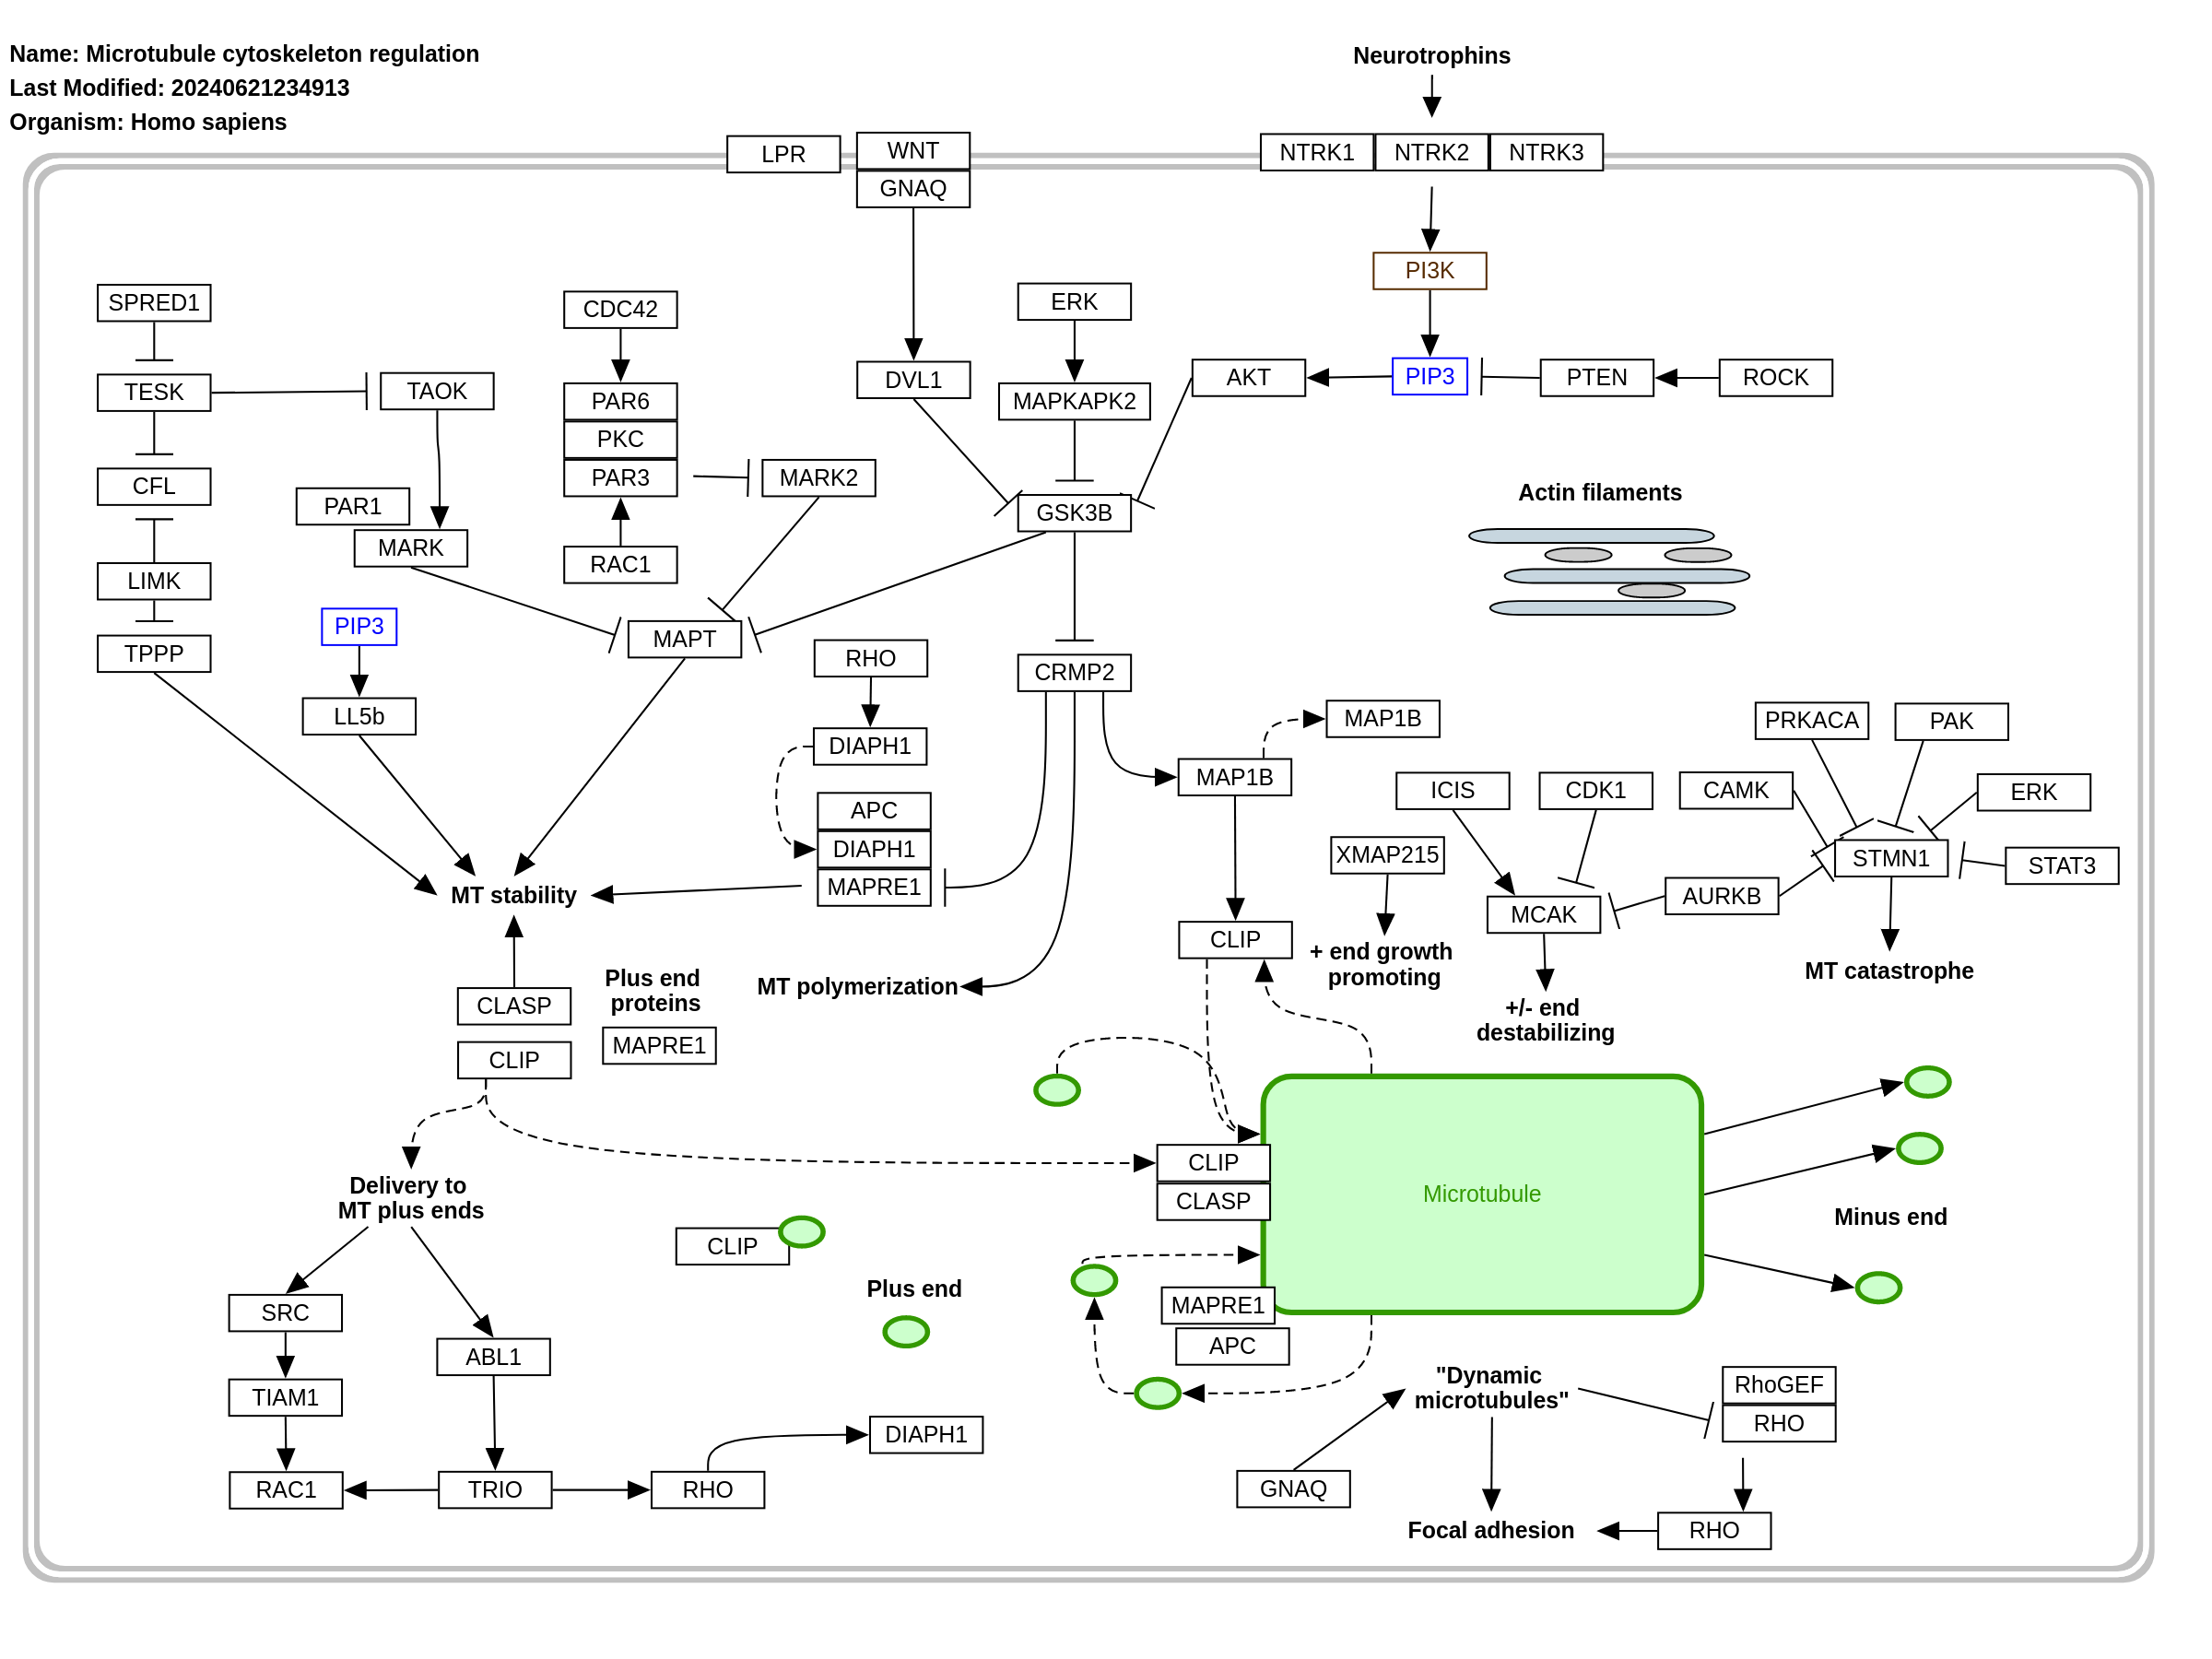 Name: Microtubule cytoskeleton regulation
Last Modified: 20240621234913
Organism: Homo sapiens
Neurotrophins
LPR
WNT
GNAQ
NTRK1
NTRK2
NTRK3
PI3K
SPRED1
CDC42
ERK
TESK
TAOK
PAR6
PKC
PAR3
DVL1
MAPKAPK2
AKT
PIP3
PTEN
ROCK
CFL
PAR1
MARK
MARK2
GSK3B
Actin filaments
LIMK
RAC1
PIP3
TPPP
MAPT
RHO
CRMP2
LL5b
DIAPH1
MAP1B
MAP1B
PRKACA
PAK
ICIS
CDK1
CAMK
ERK
APC
DIAPH1
MAPRE1
XMAP215
STMN1
STAT3
MT stability
MCAK
AURKB
CLIP
+ end growth
promoting
MT catastrophe
Plus end
proteins
MT polymerization
CLASP
+/- end
destabilizing
MAPRE1
CLIP
CLIP
CLASP
Microtubule
Delivery to
MT plus ends
Minus end
CLIP
Plus end
MAPRE1
APC
SRC
ABL1
"Dynamic
microtubules"
RhoGEF
RHO
TIAM1
DIAPH1
RAC1
TRIO
RHO
GNAQ
Focal adhesion
RHO